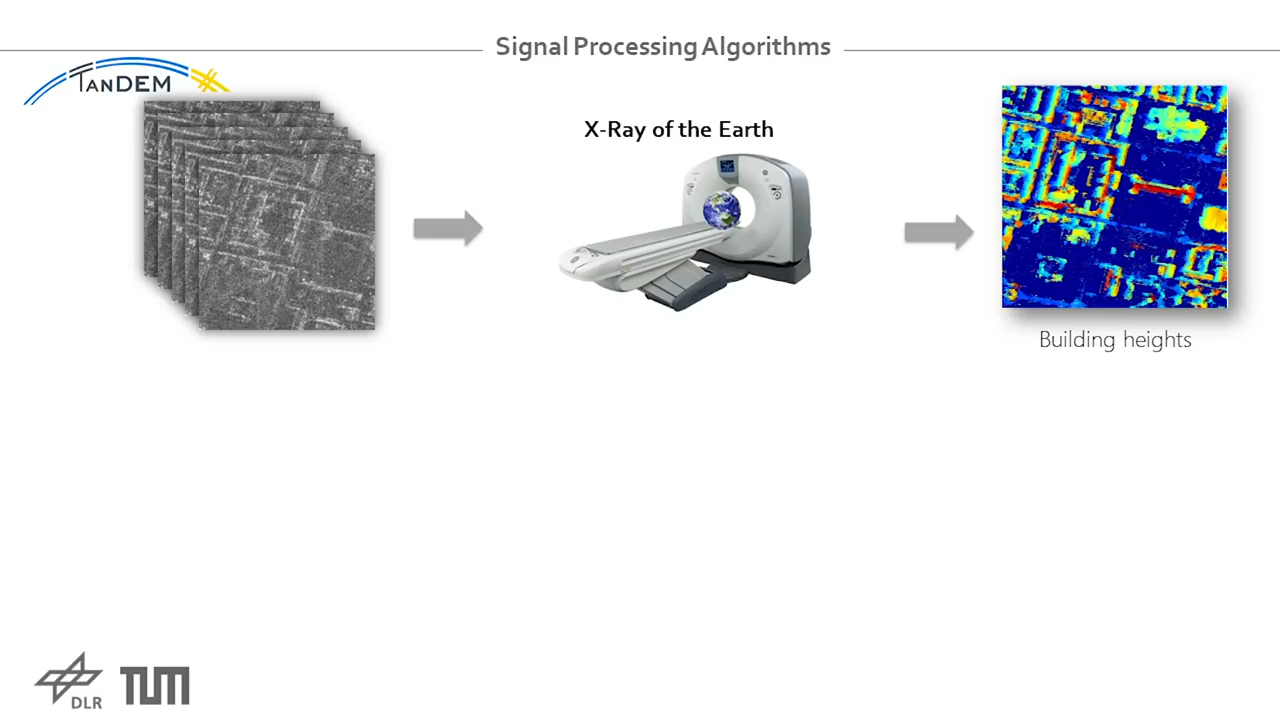 Signal Processing Algorithms
TANDEM
X-Ray of the Earth
Building heights
DLR
TUM